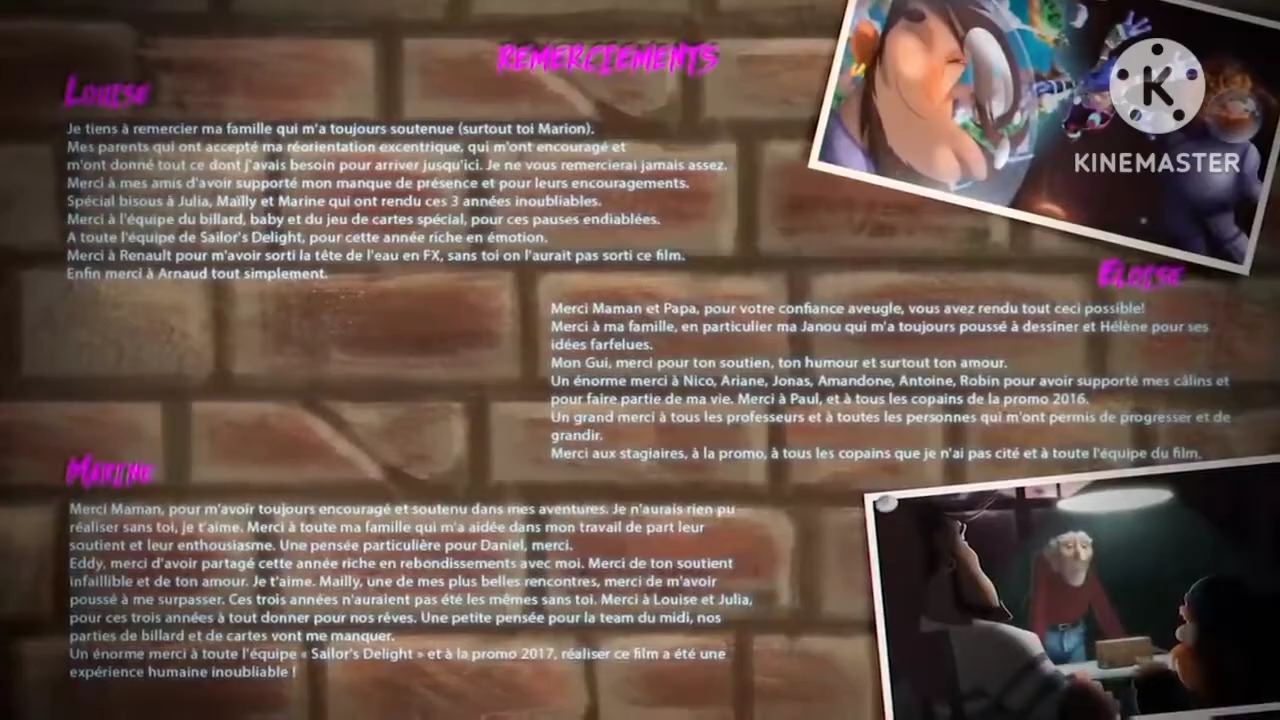 REMERCIEMENTS
LOUISE
Je tiens à remercier ma famille qui m'a toujours soutenue (surtout toi Marion).
Mes parents qui ont accepté ma réorientation excentrique, qui m'ont encouragé et
m'ont donné tout ce dont j'avais besoin pour arriver jusqu'ici. Je ne vous remercierai jamais assez.
Merci à mes amis d'avoir supporté mon manque de présence et pour leurs encouragements.
Spécial bisous à Julia, Maïlly et Marine qui ont rendu ces 3 années inoubliables.
Merci à l'équipe du billard, baby et du jeu de cartes spécial, pour ces pauses endiablées.
A toute l'équipe de Sailor's Delight, pour cette année riche en émotion.
Merci à Renault pour m'avoir sorti la tête de l'eau en FX, sans toi on l'aurait pas sorti ce film.
Enfin merci à Arnaud tout simplement.
KINEMASTER
ELOISE
Merci Maman et Papa, pour votre confiance aveugle, vous avez rendu tout ceci possible!
Merci à ma famille, en particulier ma Janou qui m'a toujours poussé à dessiner et Hélène pour ses
idées farfelues.
Mon Gui, merci pour ton soutien, ton humour et surtout ton amour.
Un énorme merci à Nico, Ariane, Jonas, Amandone, Antoine, Robin pour avoir supporté mes câlins et
pour faire partie de ma vie. Merci à Paul, et à tous les copains de la promo 2016.
Un grand merci à tous les professeurs et à toutes les personnes qui m'ont permis de progresser et de
grandir.
Merci aux stagiaires, à la promo, à tous les copains que je n'ai pas cité et à toute l'équipe du film.
MARINE
Merci Maman, pour m'avoir toujours encouragé et soutenu dans mes aventures. Je n'aurais rien pu
réaliser sans toi, je t'aime. Merci à toute ma famille qui m'a aidée dans mon travail de part leur
soutient et leur enthousiasme. Une pensée particulière pour Daniel, merci.
Eddy, merci d'avoir partagé cette année riche en rebondissements avec moi. Merci de ton soutient
infaillible et de ton amour. Je t'aime. Maïlly, une de mes plus belles rencontres, merci de m'avoir
poussé à me surpasser. Ces trois années n'auraient pas été les mêmes sans toi. Merci à Louise et Julia,
pour ces trois années à tout donner pour nos rêves. Une petite pensée pour la team du midi, nos
parties de billard et de cartes vont me manquer.
Un énorme merci à toute l'équipe « Sailor's Delight » et à la promo 2017, réaliser ce film a été une
expérience humaine inoubliable !